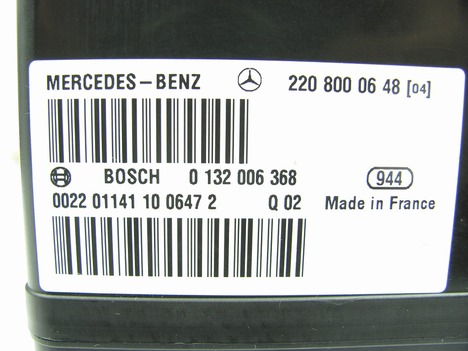 MERCEDES-BENZ 220 800 06 48 [04]
BOSCH 0 132 006 368 944
0022 01141 10 0647 2 Q 02 Made in France